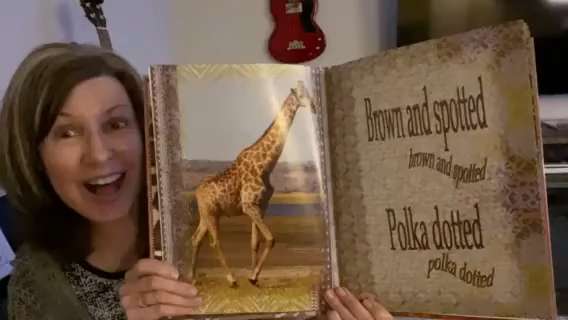 Brown and spotted
brown and spotted
Polka dotted
polka dotted